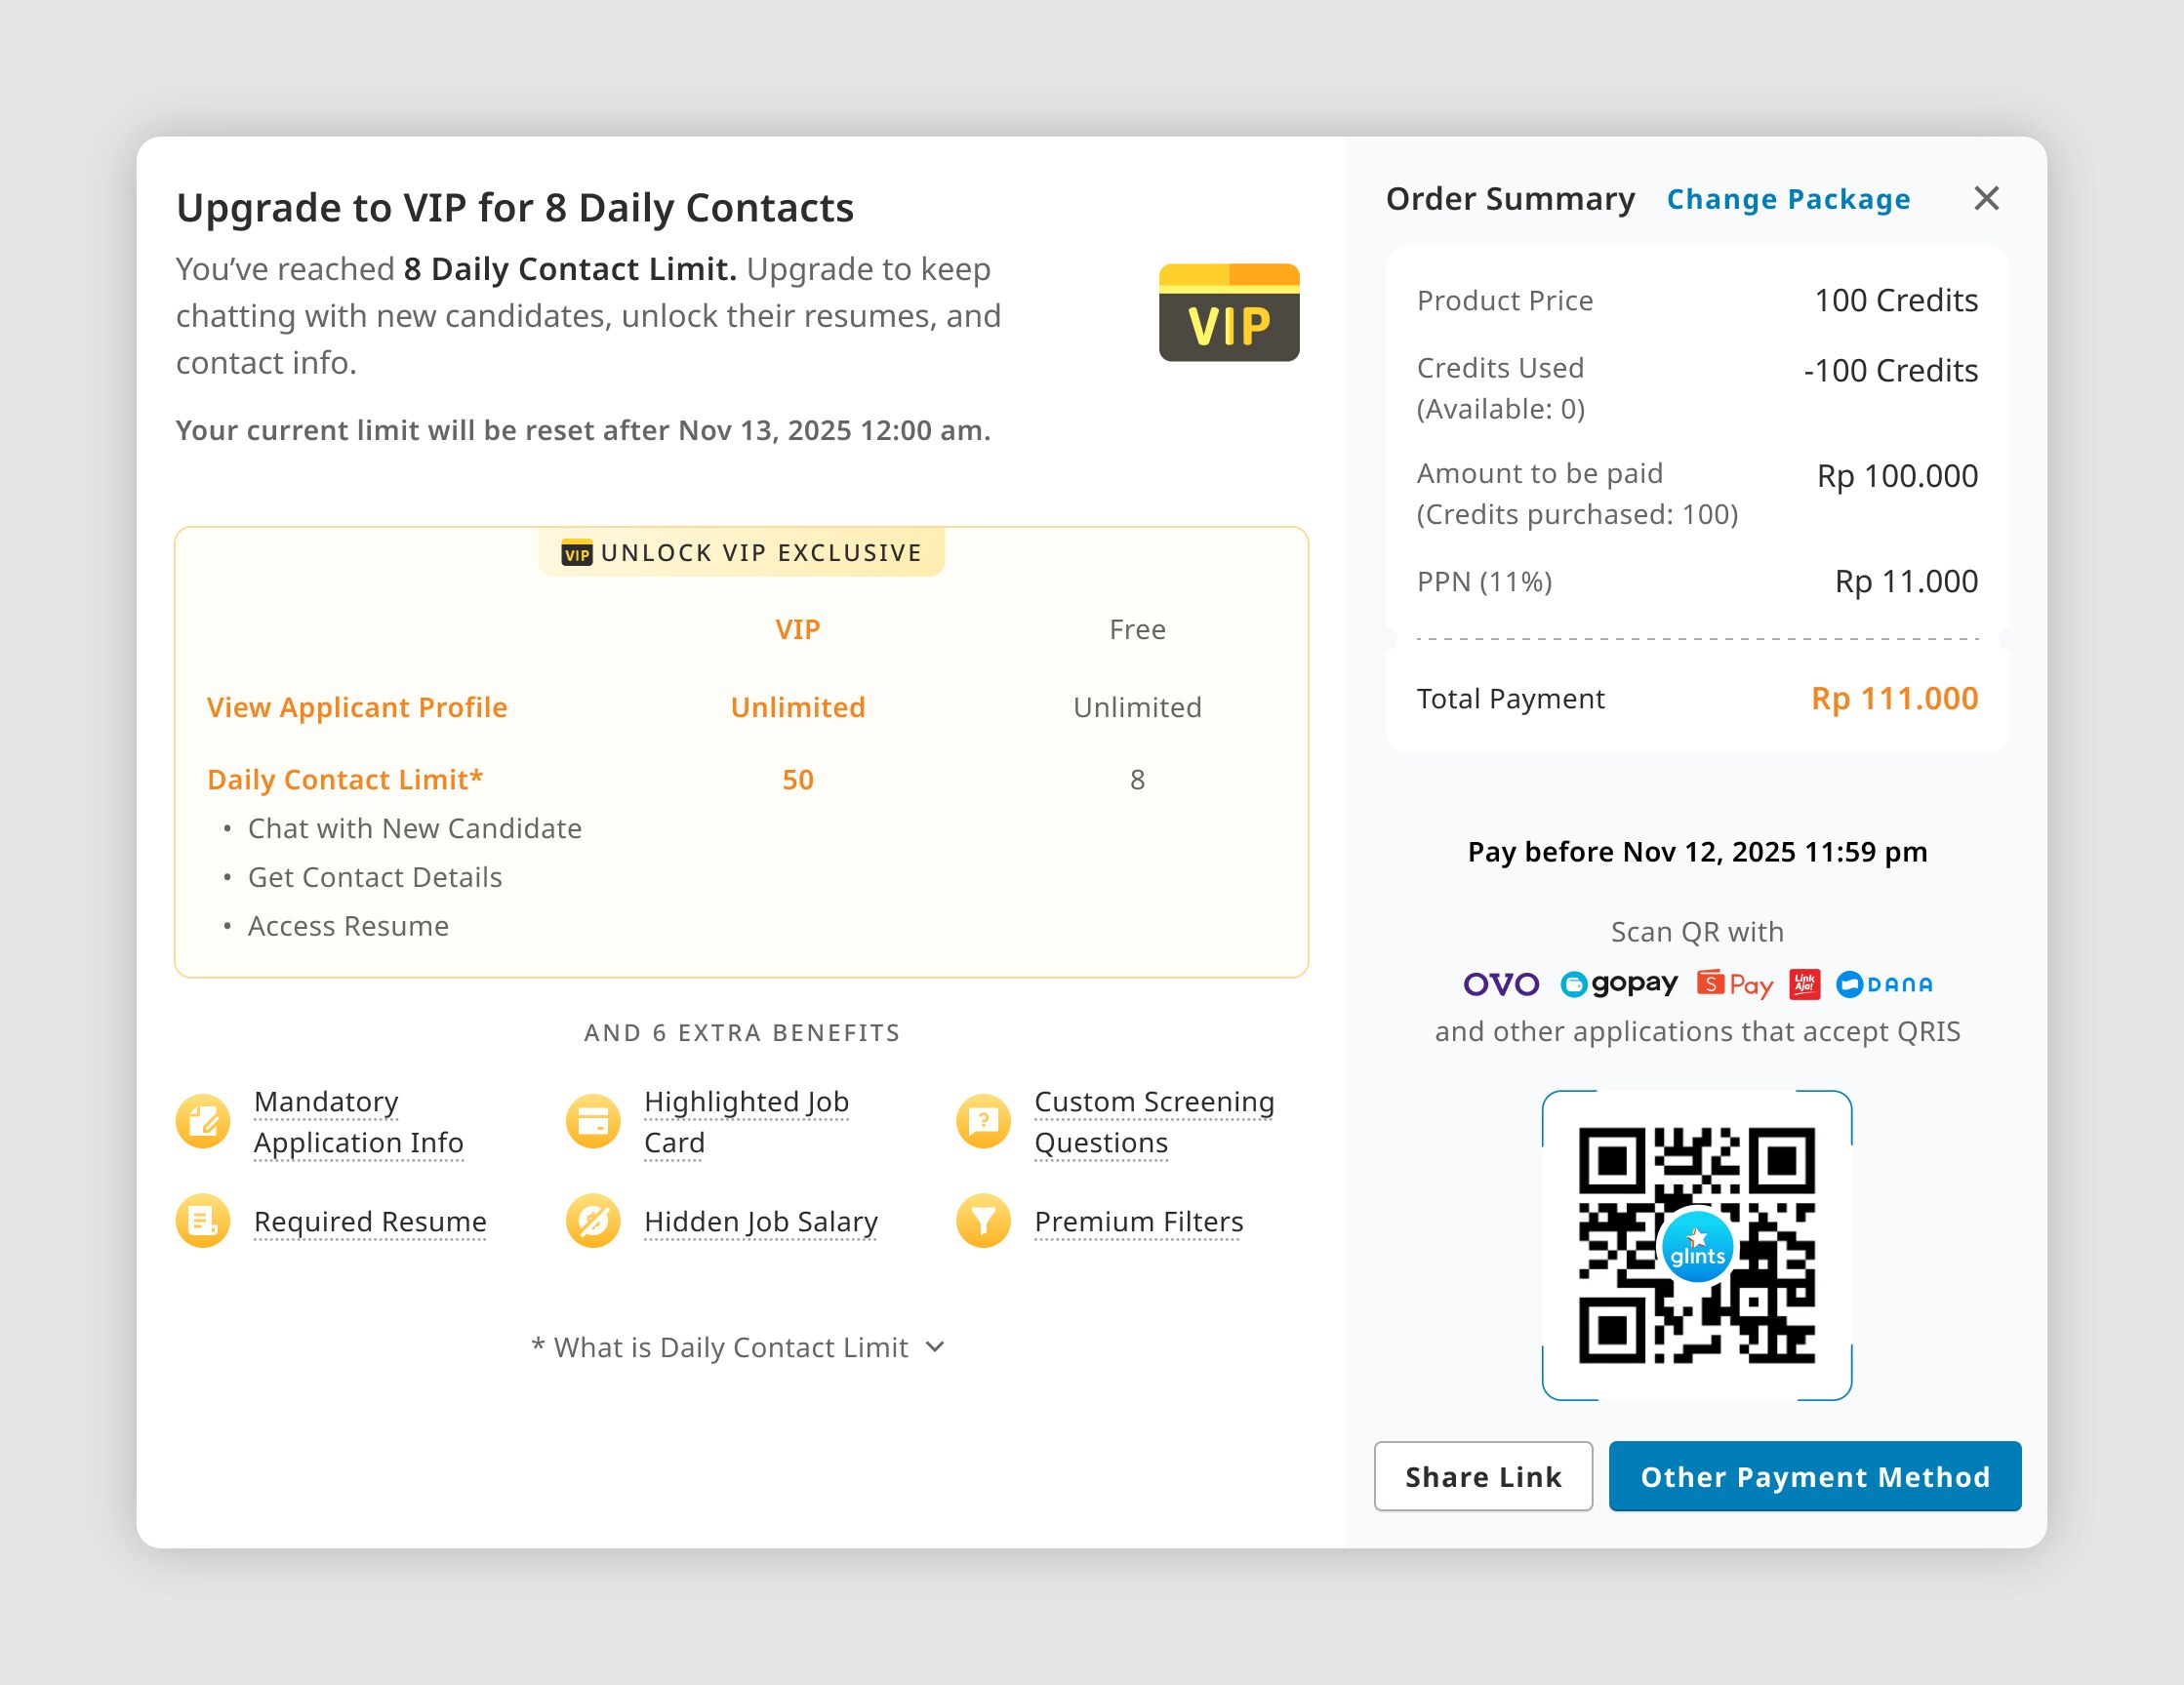 Upgrade to VIP for 8 Daily Contacts
You’ve reached 8 Daily Contact Limit. Upgrade to keep
chatting with new candidates, unlock their resumes, and
contact info.
Your current limit will be reset after Nov 13, 2025 12:00 am.
VIP
VIP UNLOCK VIP EXCLUSIVE
VIP Free
View Applicant Profile Unlimited Unlimited
Daily Contact Limit* 50 8
• Chat with New Candidate
• Get Contact Details
• Access Resume
AND 6 EXTRA BENEFITS
Mandatory
Application Info
Highlighted Job
Card
Custom Screening
Questions
Required Resume
Hidden Job Salary
Premium Filters
* What is Daily Contact Limit
Order Summary Change Package
Product Price 100 Credits
Credits Used -100 Credits
(Available: 0)
Amount to be paid Rp 100.000
(Credits purchased: 100)
PPN (11%) Rp 11.000
Total Payment Rp 111.000
Pay before Nov 12, 2025 11:59 pm
Scan QR with
OVO gopay S Pay Link Aja! DANA
and other applications that accept QRIS
glints
Share Link Other Payment Method